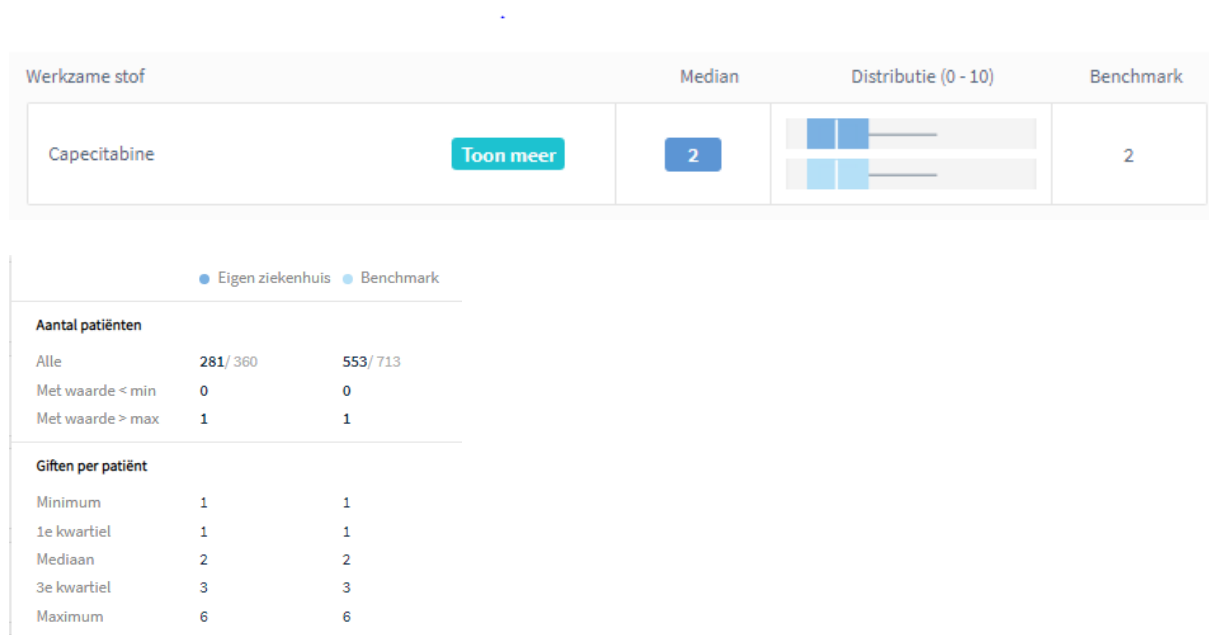 Werkzame stof Median Distributie (0 - 10) Benchmark
Capecitabine Toon meer 2 2
Eigen ziekenhuis Benchmark
Aantal patiënten
Alle 281/ 360 553/ 713
Met waarde < min 0 0
Met waarde > max 1 1
Giften per patiënt
Minimum 1 1
1e kwartiel 1 1
Mediaan 2 2
3e kwartiel 3 3
Maximum 6 6